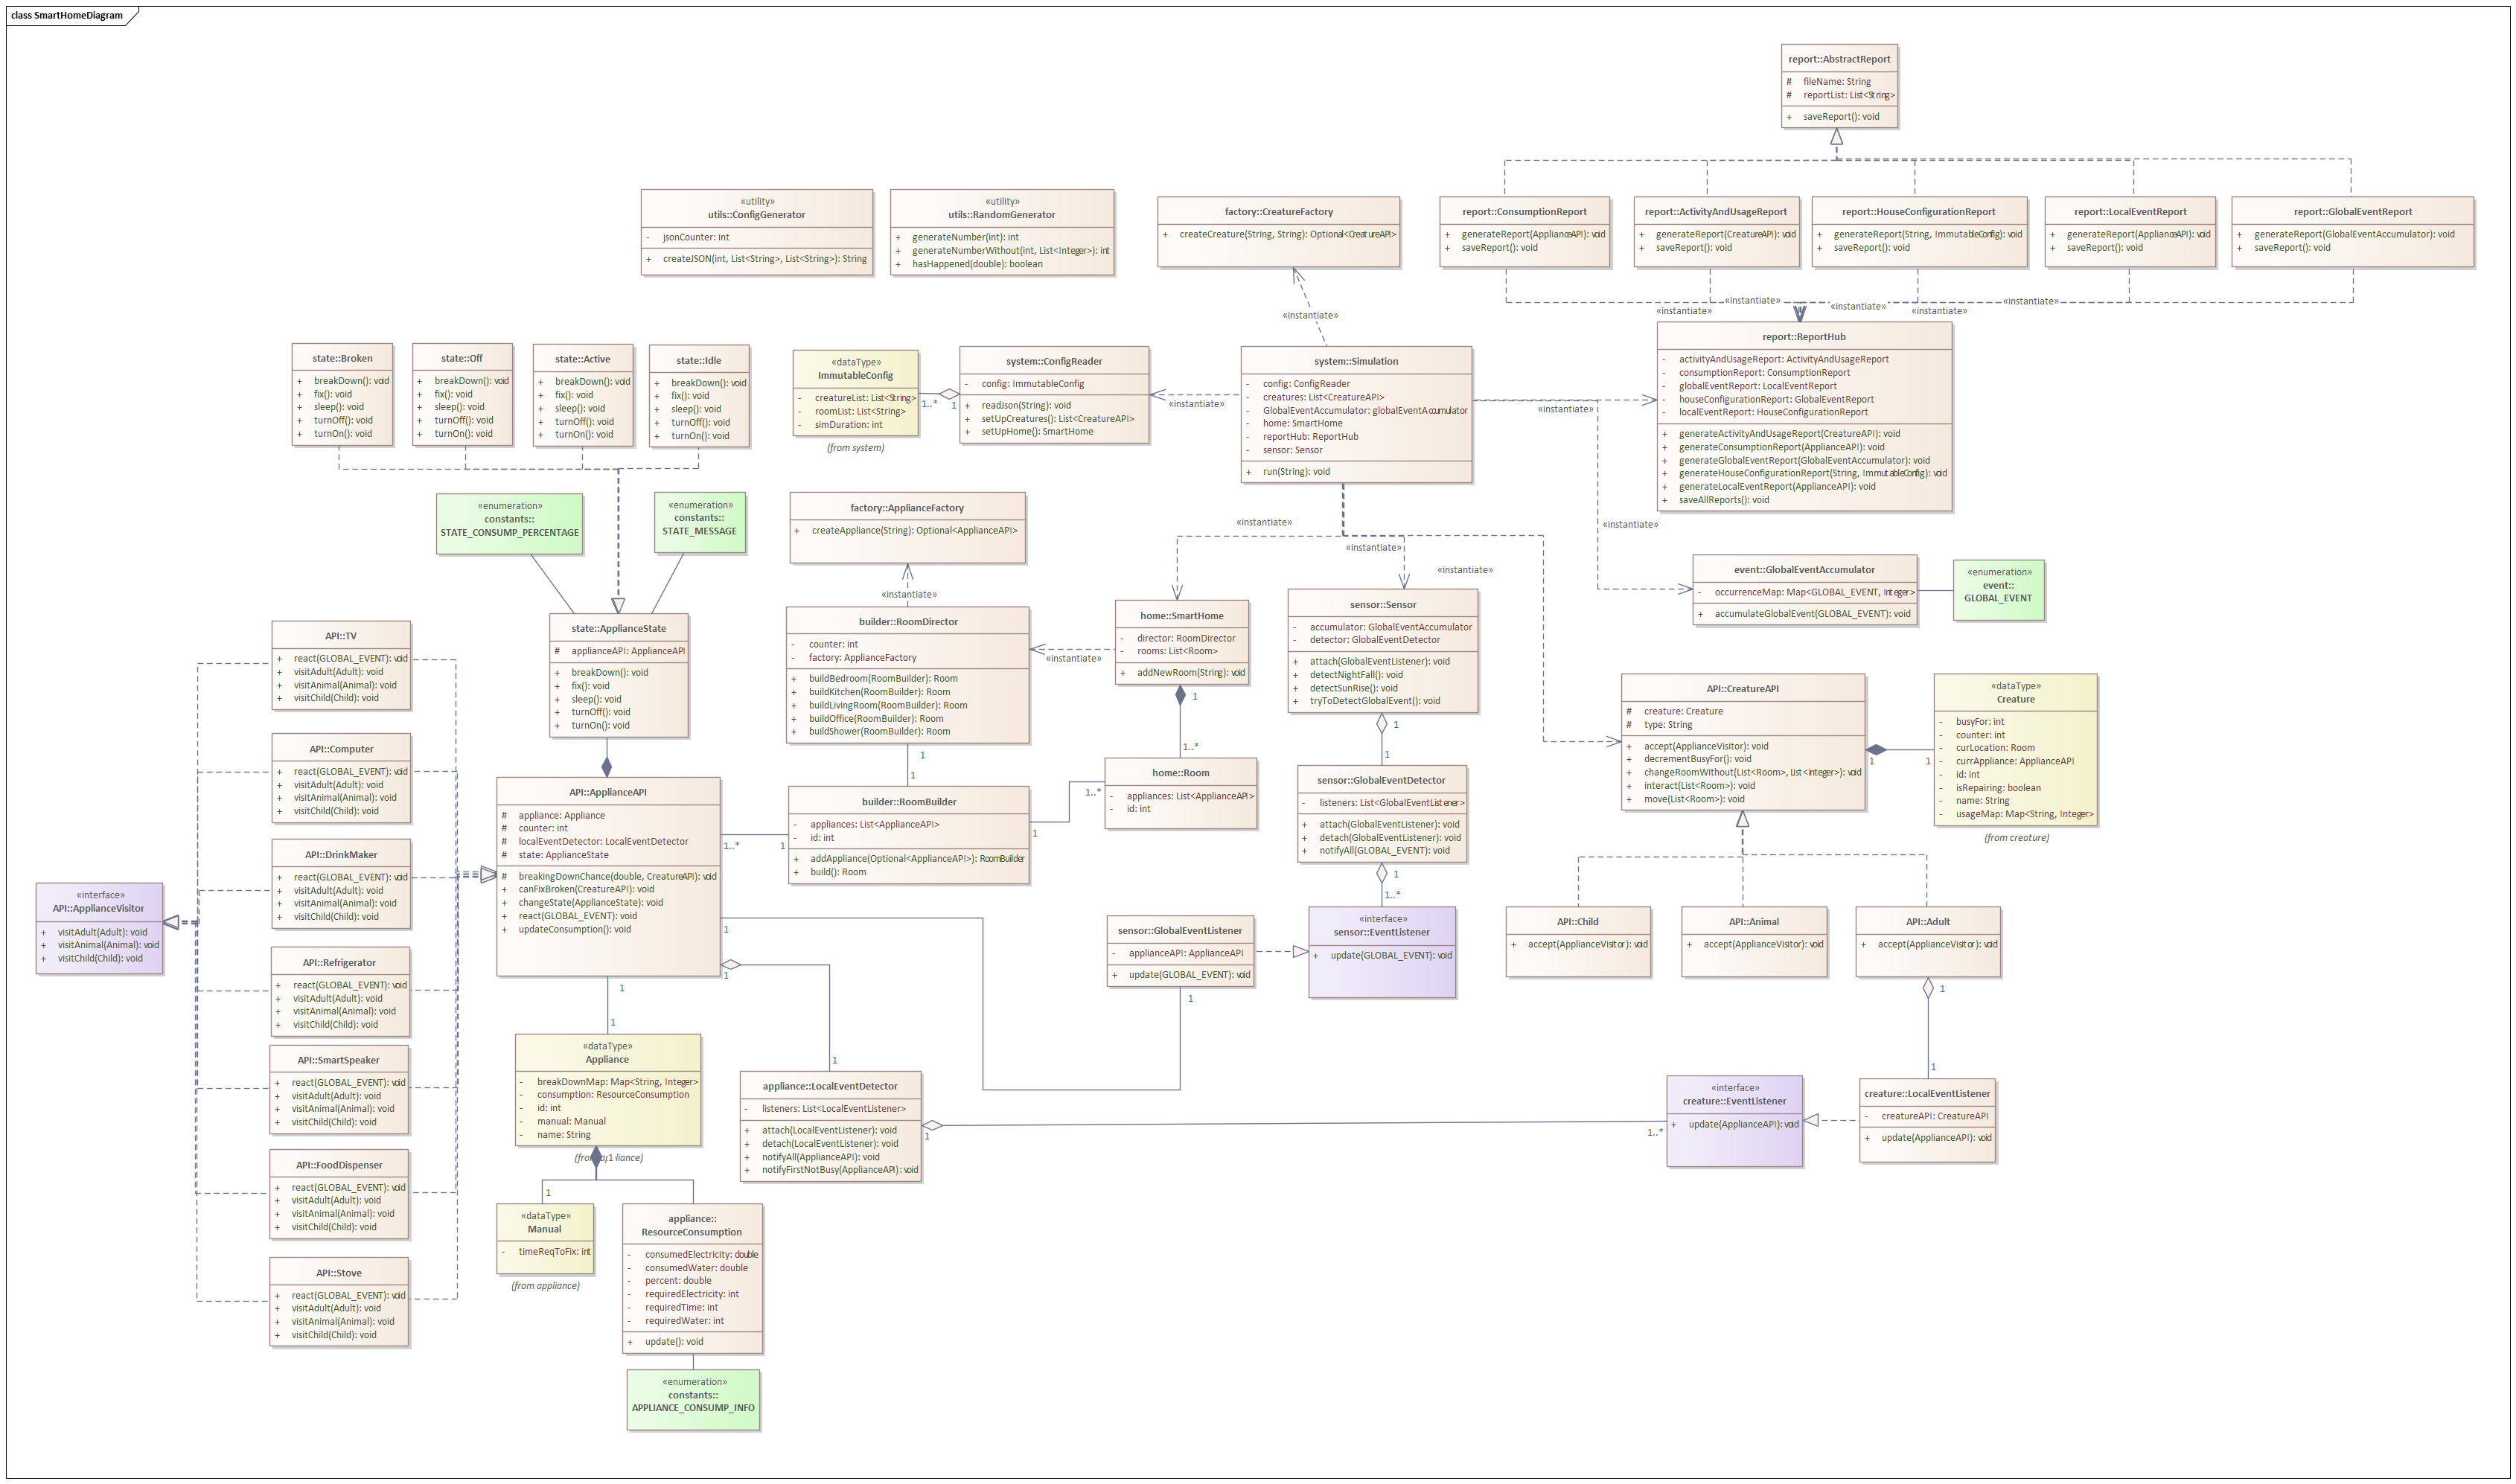 class SmartHomeDiagram
report::AbstractReport
# fileName: String
# reportList: List<String>
+ saveReport(): void
«utility»
utils::ConfigGenerator
- jsonCounter: int
+ createJSON(int, List<String>, List<String>): String
«utility»
utils::RandomGenerator
+ generateNumber(int): int
+ generateNumberWithout(int, List<Integer>): int
+ hasHappened(double): boolean
factory::CreatureFactory
+ createCreature(String, String): Optional<CreatureAPI>
report::ConsumptionReport
+ generateReport(ApplianceAPI): void
+ saveReport(): void
report::ActivityAndUsageReport
+ generateReport(CreatureAPI): void
+ saveReport(): void
report::HouseConfigurationReport
+ generateReport(String, ImmutableConfig): void
+ saveReport(): void
report::LocalEventReport
+ generateReport(ApplianceAPI): void
+ saveReport(): void
report::GlobalEventReport
+ generateReport(GlobalEventAccumulator): void
+ saveReport(): void
«instantiate»
«instantiate»
«instantiate»
«instantiate»
«instantiate»
«instantiate»
state::Broken
+ breakDown(): void
+ fix(): void
+ sleep(): void
+ turnOff(): void
+ turnOn(): void
state::Off
+ breakDown(): void
+ fix(): void
+ sleep(): void
+ turnOff(): void
+ turnOn(): void
state::Active
+ breakDown(): void
+ fix(): void
+ sleep(): void
+ turnOff(): void
+ turnOn(): void
state::Idle
+ breakDown(): void
+ fix(): void
+ sleep(): void
+ turnOff(): void
+ turnOn(): void
«dataType»
ImmutableConfig
- creatureList: List<String>
- roomList: List<String>
- simDuration: int
(from system)
1..*
1
system::ConfigReader
- config: ImmutableConfig
+ readJson(String): void
+ setUpCreatures(): List<CreatureAPI>
+ setUpHome(): SmartHome
«instantiate»
system::Simulation
- config: ConfigReader
- creatures: List<CreatureAPI>
- GlobalEventAccumulator: globalEventAccumulator
- home: SmartHome
- reportHub: ReportHub
- sensor: Sensor
+ run(String): void
«instantiate»
report::ReportHub
- activityAndUsageReport: ActivityAndUsageReport
- consumptionReport: ConsumptionReport
- globalEventReport: LocalEventReport
- houseConfigurationReport: GlobalEventReport
- localEventReport: HouseConfigurationReport
+ generateActivityAndUsageReport(CreatureAPI): void
+ generateConsumptionReport(ApplianceAPI): void
+ generateGlobalEventReport(GlobalEventAccumulator): void
+ generateHouseConfigurationReport(String, ImmutableConfig): void
+ generateLocalEventReport(ApplianceAPI): void
+ saveAllReports(): void
«enumeration»
constants::
STATE_CONSUMP_PERCENTAGE
«enumeration»
constants::
STATE_MESSAGE
factory::ApplianceFactory
+ createAppliance(String): Optional<ApplianceAPI>
«instantiate»
«instantiate»
«instantiate»
«instantiate»
«instantiate»
event::GlobalEventAccumulator
- occurrenceMap: Map<GLOBAL_EVENT, Integer>
+ accumulateGlobalEvent(GLOBAL_EVENT): void
«enumeration»
event::
GLOBAL_EVENT
state::ApplianceState
# applianceAPI: ApplianceAPI
+ breakDown(): void
+ fix(): void
+ sleep(): void
+ turnOff(): void
+ turnOn(): void
builder::RoomDirector
- counter: int
- factory: ApplianceFactory
+ buildBedroom(RoomBuilder): Room
+ buildKitchen(RoomBuilder): Room
+ buildLivingRoom(RoomBuilder): Room
+ buildOffice(RoomBuilder): Room
+ buildShower(RoomBuilder): Room
1
1
«instantiate»
home::SmartHome
- director: RoomDirector
- rooms: List<Room>
+ addNewRoom(String): void
1
1..*
sensor::Sensor
- accumulator: GlobalEventAccumulator
- detector: GlobalEventDetector
+ attach(GlobalEventListener): void
+ detectNightFall(): void
+ detectSunRise(): void
+ tryToDetectGlobalEvent(): void
1
1
API::CreatureAPI
# creature: Creature
# type: String
+ accept(ApplianceVisitor): void
+ decrementBusyFor(): void
+ changeRoomWithout(List<Room>, List<Integer>): void
+ interact(List<Room>): void
+ move(List<Room>): void
1
1
«dataType»
Creature
- busyFor: int
- counter: int
- curLocation: Room
- currAppliance: ApplianceAPI
- id: int
- isRepairing: boolean
- name: String
- usageMap: Map<String, Integer>
(from creature)
API::TV
+ react(GLOBAL_EVENT): void
+ visitAdult(Adult): void
+ visitAnimal(Animal): void
+ visitChild(Child): void
API::Computer
+ react(GLOBAL_EVENT): void
+ visitAdult(Adult): void
+ visitAnimal(Animal): void
+ visitChild(Child): void
API::DrinkMaker
+ react(GLOBAL_EVENT): void
+ visitAdult(Adult): void
+ visitAnimal(Animal): void
+ visitChild(Child): void
«interface»
API::ApplianceVisitor
+ visitAdult(Adult): void
+ visitAnimal(Animal): void
+ visitChild(Child): void
API::Refrigerator
+ react(GLOBAL_EVENT): void
+ visitAdult(Adult): void
+ visitAnimal(Animal): void
+ visitChild(Child): void
API::SmartSpeaker
+ react(GLOBAL_EVENT): void
+ visitAdult(Adult): void
+ visitAnimal(Animal): void
+ visitChild(Child): void
API::FoodDispenser
+ react(GLOBAL_EVENT): void
+ visitAdult(Adult): void
+ visitAnimal(Animal): void
+ visitChild(Child): void
API::Stove
+ react(GLOBAL_EVENT): void
+ visitAdult(Adult): void
+ visitAnimal(Animal): void
+ visitChild(Child): void
API::ApplianceAPI
# appliance: Appliance
# counter: int
# localEventDetector: LocalEventDetector
# state: ApplianceState
# breakingDownChance(double, CreatureAPI): void
+ canFixBroken(CreatureAPI): void
+ changeState(ApplianceState): void
+ react(GLOBAL_EVENT): void
+ updateConsumption(): void
1..*
1
1
1
1
1
builder::RoomBuilder
- appliances: List<ApplianceAPI>
- id: int
+ addAppliance(Optional<ApplianceAPI>): RoomBuilder
+ build(): Room
1
1..*
home::Room
- appliances: List<ApplianceAPI>
- id: int
sensor::GlobalEventDetector
- listeners: List<GlobalEventListener>
+ attach(GlobalEventListener): void
+ detach(GlobalEventListener): void
+ notifyAll(GLOBAL_EVENT): void
1
1..*
sensor::GlobalEventListener
- applianceAPI: ApplianceAPI
+ update(GLOBAL_EVENT): void
1
«interface»
sensor::EventListener
+ update(GLOBAL_EVENT): void
API::Child
+ accept(ApplianceVisitor): void
API::Animal
+ accept(ApplianceVisitor): void
API::Adult
+ accept(ApplianceVisitor): void
1
1
«dataType»
Appliance
- breakDownMap: Map<String, Integer>
- consumption: ResourceConsumption
- id: int
- manual: Manual
- name: String
1
1
appliance::LocalEventDetector
- listeners: List<LocalEventListener>
+ attach(LocalEventListener): void
+ detach(LocalEventListener): void
+ notifyAll(ApplianceAPI): void
+ notifyFirstNotBusy(ApplianceAPI): void
1
1..*
«interface»
creature::EventListener
+ update(ApplianceAPI): void
creature::LocalEventListener
- creatureAPI: CreatureAPI
+ update(ApplianceAPI): void
«dataType»
Manual
- timeReqToFix: int
(from appliance)
appliance::
ResourceConsumption
- consumedElectricity: double
- consumedWater: double
- percent: double
- requiredElectricity: int
- requiredTime: int
- requiredWater: int
+ update(): void
«enumeration»
constants::
APPLIANCE_CONSUMP_INFO